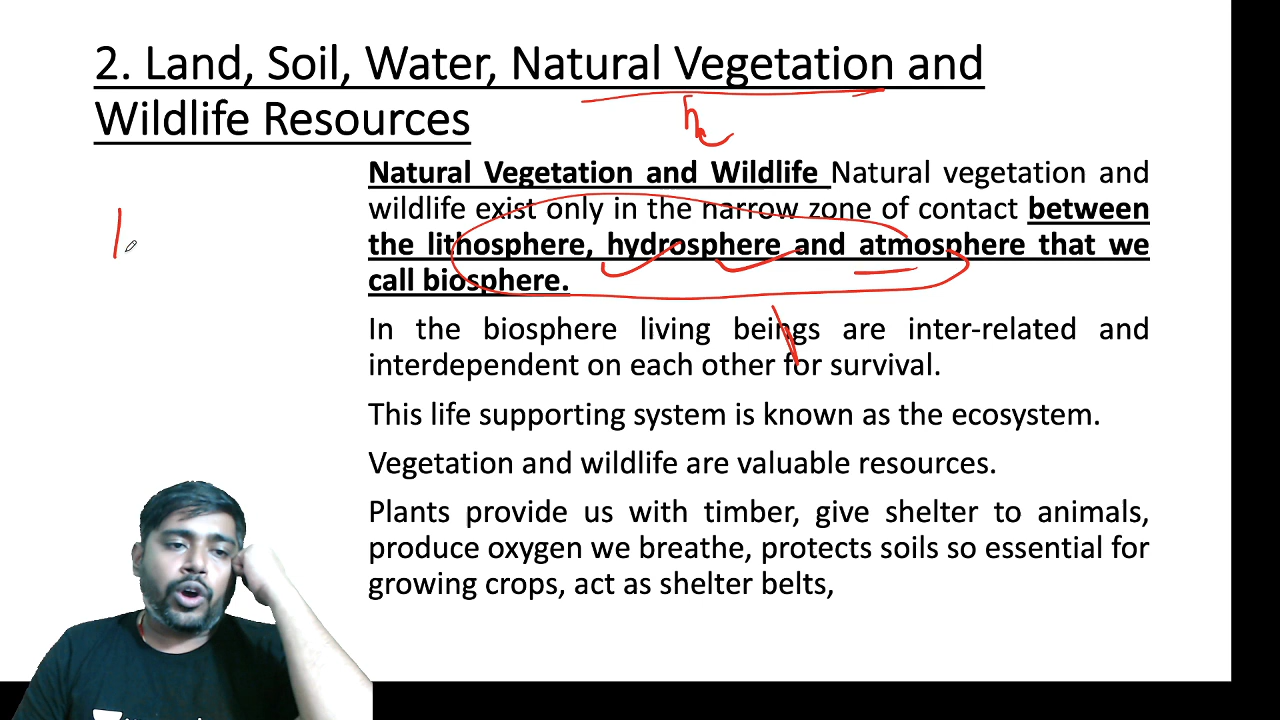 2. Land, Soil, Water, Natural Vegetation and
Wildlife Resources
Natural Vegetation and Wildlife Natural vegetation and
wildlife exist only in the narrow zone of contact between
the lithosphere, hydrosphere and atmosphere that we
call biosphere.
In the biosphere living beings are inter-related and
interdependent on each other for survival.
This life supporting system is known as the ecosystem.
Vegetation and wildlife are valuable resources.
Plants provide us with timber, give shelter to animals,
produce oxygen we breathe, protects soils so essential for
growing crops, act as shelter belts,